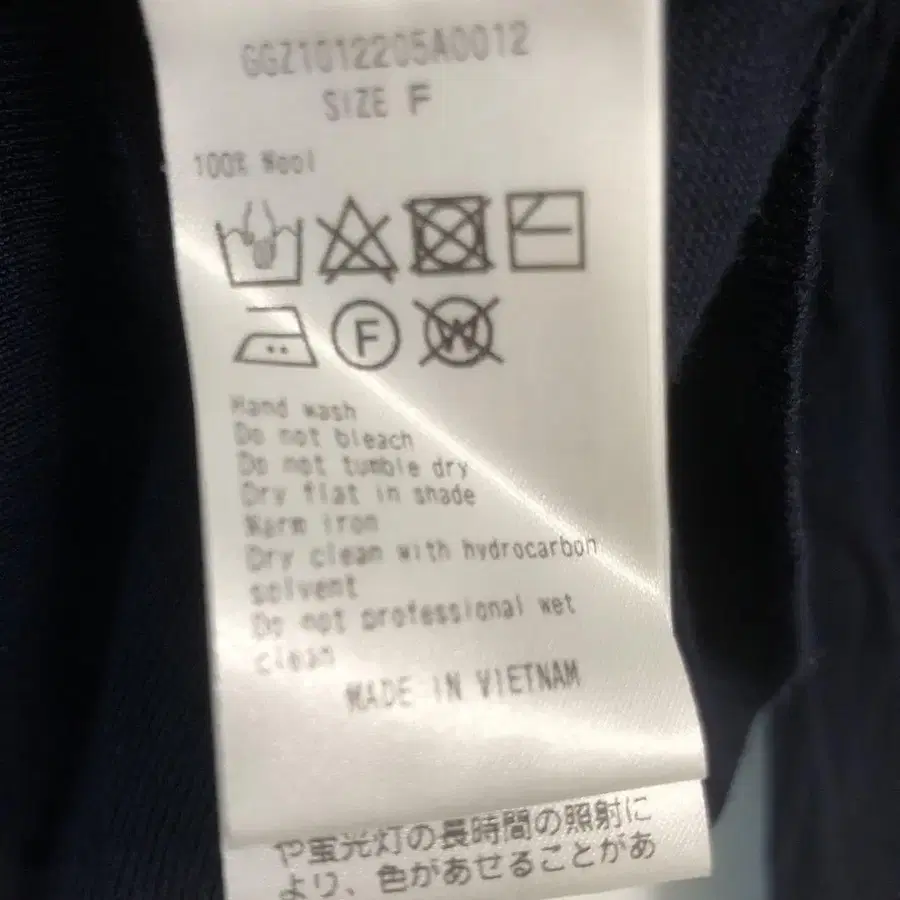 GGZ1012205A0012
SIZE F
100% Wool
F
W
Hand wash
Do not bleach
Do not tumble dry
Dry flat in shade
Warm iron
Dry clean with hydrocarbon
solvent
Do not professional wet
clean
MADE IN VIETNAM
や蛍光灯の長時間の照射に
より、色があせることがあ